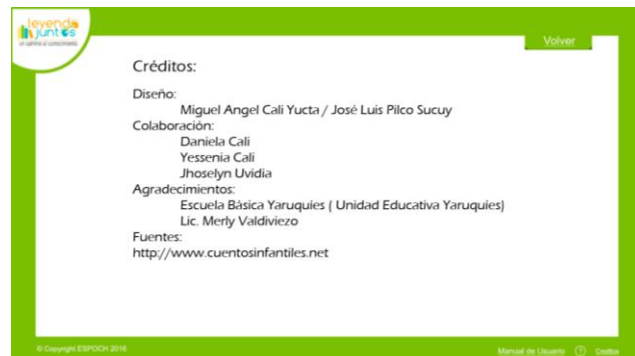 leyendo
juntos
un camino al conocimiento
Volver
Créditos:
Diseño:
Miguel Angel Cali Yucta / José Luis Pilco Sucuy
Colaboración:
Daniela Cali
Yessenia Cali
Jhoselyn Uvidia
Agradecimientos:
Escuela Básica Yaruquies ( Unidad Educativa Yaruquies)
Lic. Merly Valdiviezo
Fuentes:
http://www.cuentosinfantiles.net
© Copyright ESPOCH 2016
Manual de Usuario ? Creditos